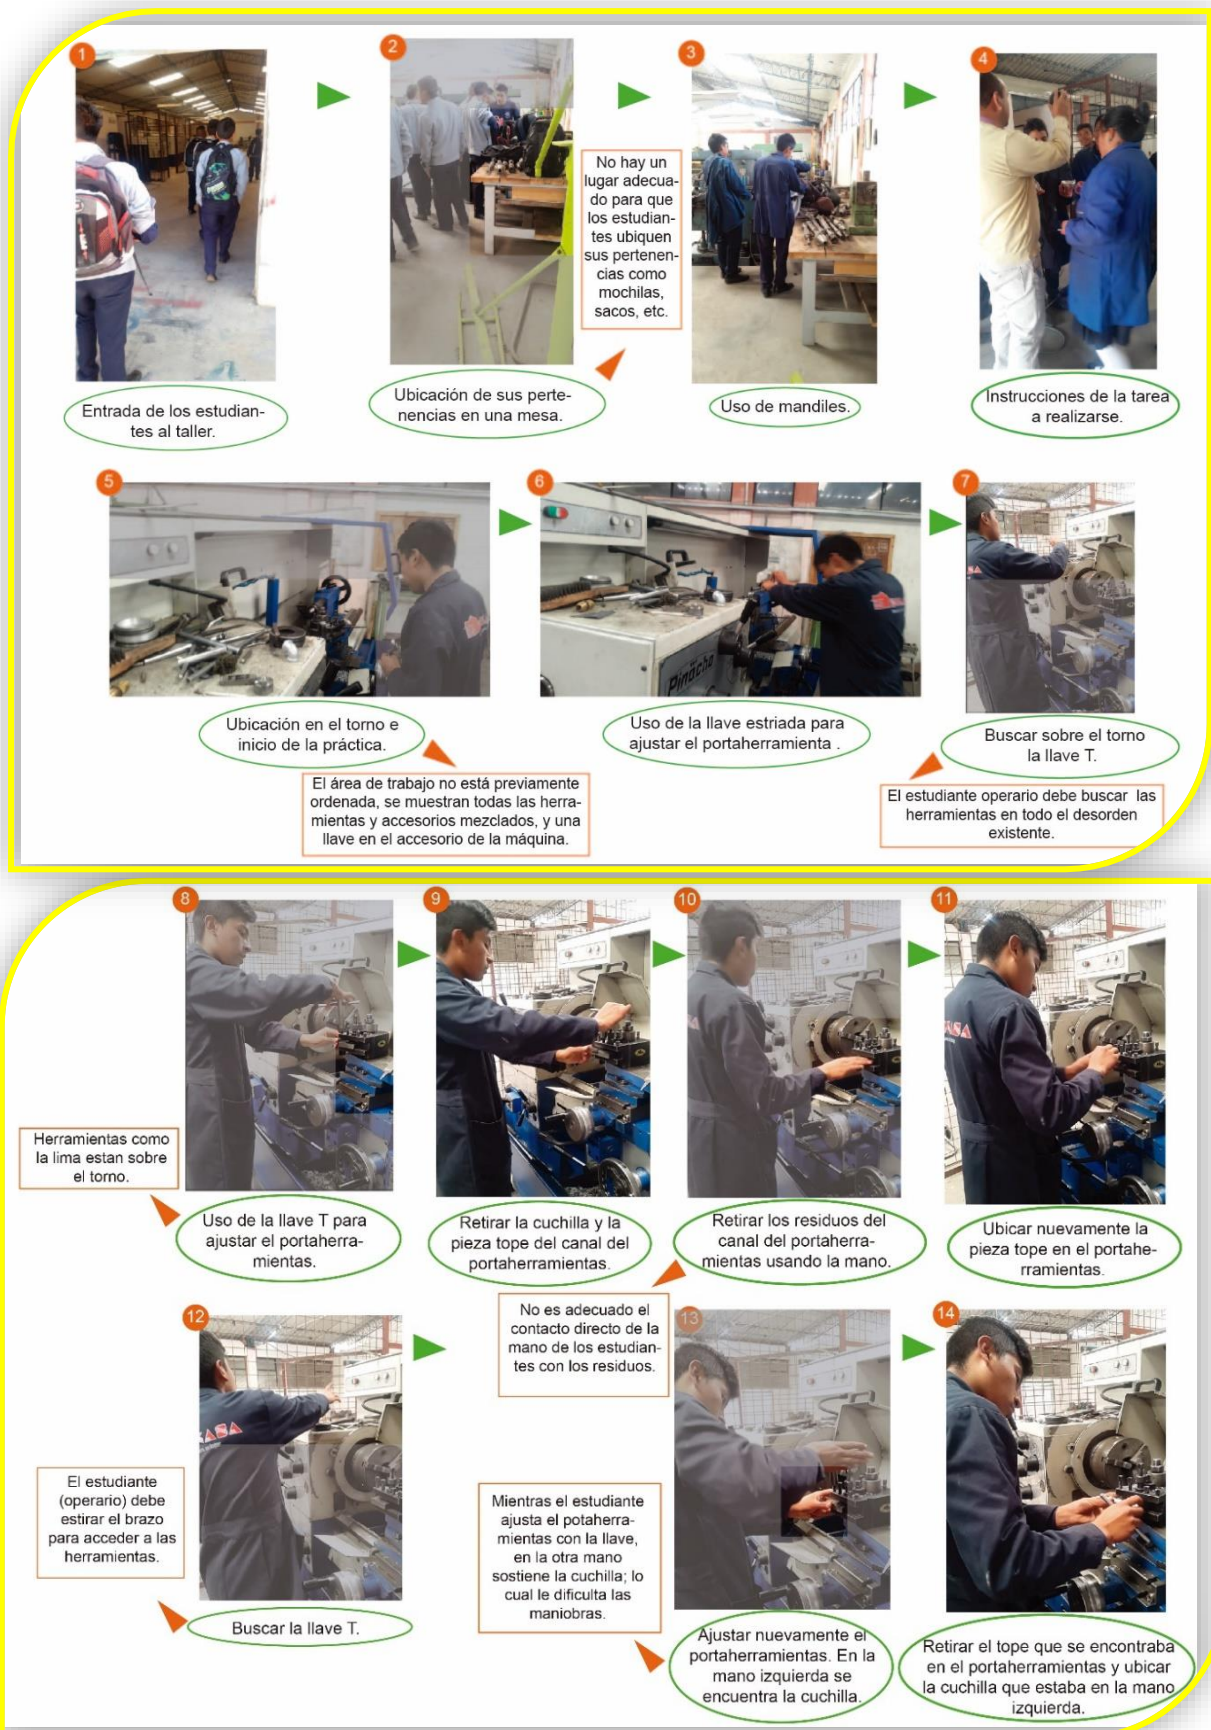 1
2
3
4
No hay un
lugar adecua-
do para que
los estudian-
tes ubiquen
sus pertenen-
cias como
mochilas,
sacos, etc.
Entrada de los estudian-
tes al taller.
Ubicación de sus perte-
nencias en una mesa.
Uso de mandiles.
Instrucciones de la tarea
a realizarse.
5
6
7
Pinacho
Ubicación en el torno e
inicio de la práctica.
Uso de la llave estriada para
ajustar el portaherramienta .
Buscar sobre el torno
la llave T.
El área de trabajo no está previamente
ordenada, se muestran todas las herra-
mientas y accesorios mezclados, y una
llave en el accesorio de la máquina.
El estudiante operario debe buscar las
herramientas en todo el desorden
existente.
8
9
10
11
Herramientas como
la lima estan sobre
el torno.
Uso de la llave T para
ajustar el portaherra-
mientas.
Retirar la cuchilla y la
pieza tope del canal del
portaherramientas.
Retirar los residuos del
canal del portaherra-
mientas usando la mano.
Ubicar nuevamente la
pieza tope en el portahe-
rramientas.
12
No es adecuado el
contacto directo de la
mano de los estudian-
tes con los residuos.
13
14
El estudiante
(operario) debe
estirar el brazo
para acceder a las
herramientas.
Buscar la llave T.
Mientras el estudiante
ajusta el potaherra-
mientas con la llave,
en la otra mano
sostiene la cuchilla; lo
cual le dificulta las
maniobras.
Ajustar nuevamente el
portaherramientas. En la
mano izquierda se
encuentra la cuchilla.
Retirar el tope que se encontraba
en el portaherramientas y ubicar
la cuchilla que estaba en la mano
izquierda.